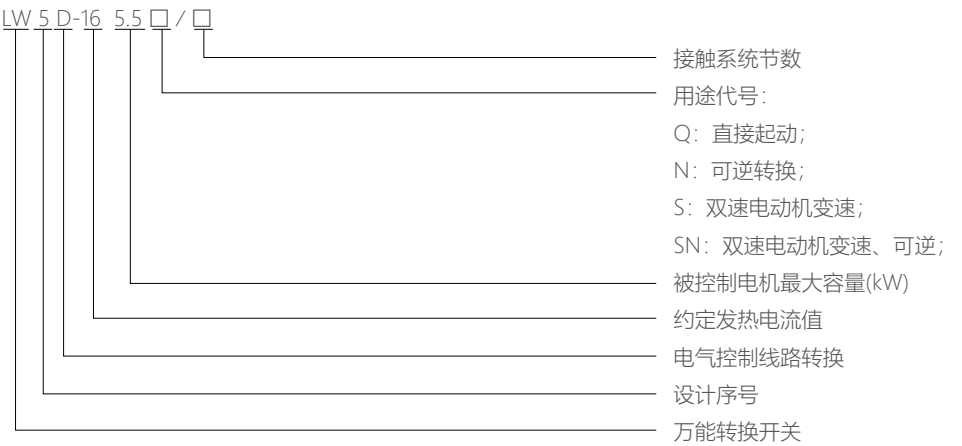 LW 5 D-16 5.5 □ / □
接触系统节数
用途代号：
Q：直接起动；
N：可逆转换；
S：双速电动机变速；
SN：双速电动机变速、可逆；
被控制电机最大容量(kW)
约定发热电流值
电气控制线路转换
设计序号
万能转换开关